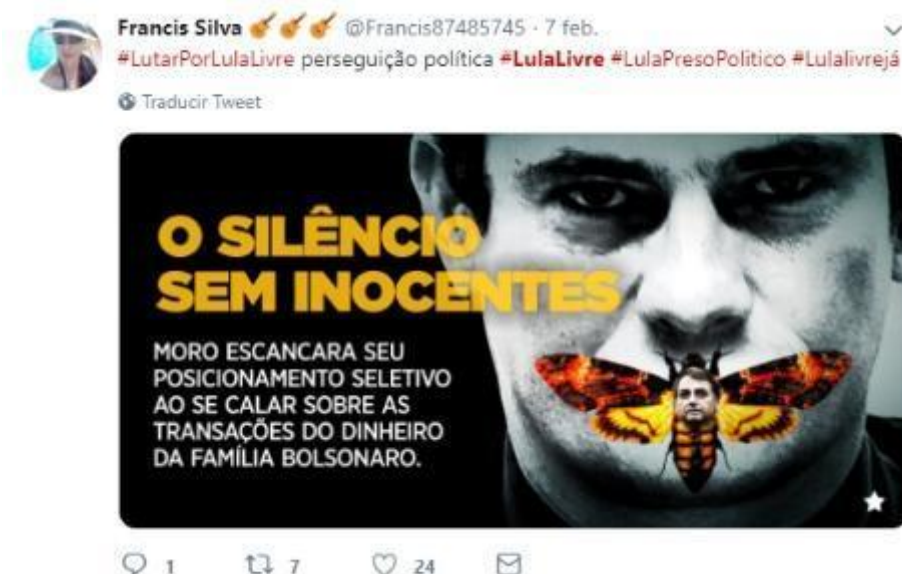 Francis Silva 🎸🎸🎸 @Francis87485745 · 7 feb.
#LutarPorLulaLivre perseguição política #LulaLivre #LulaPresoPolitico #Lulalivrejá
Traducir Tweet
O SILÊNCIO
SEM INOCENTES
MORO ESCANCARA SEU
POSICIONAMENTO SELETIVO
AO SE CALAR SOBRE AS
TRANSAÇÕES DO DINHEIRO
DA FAMÍLIA BOLSONARO.
1 7 24